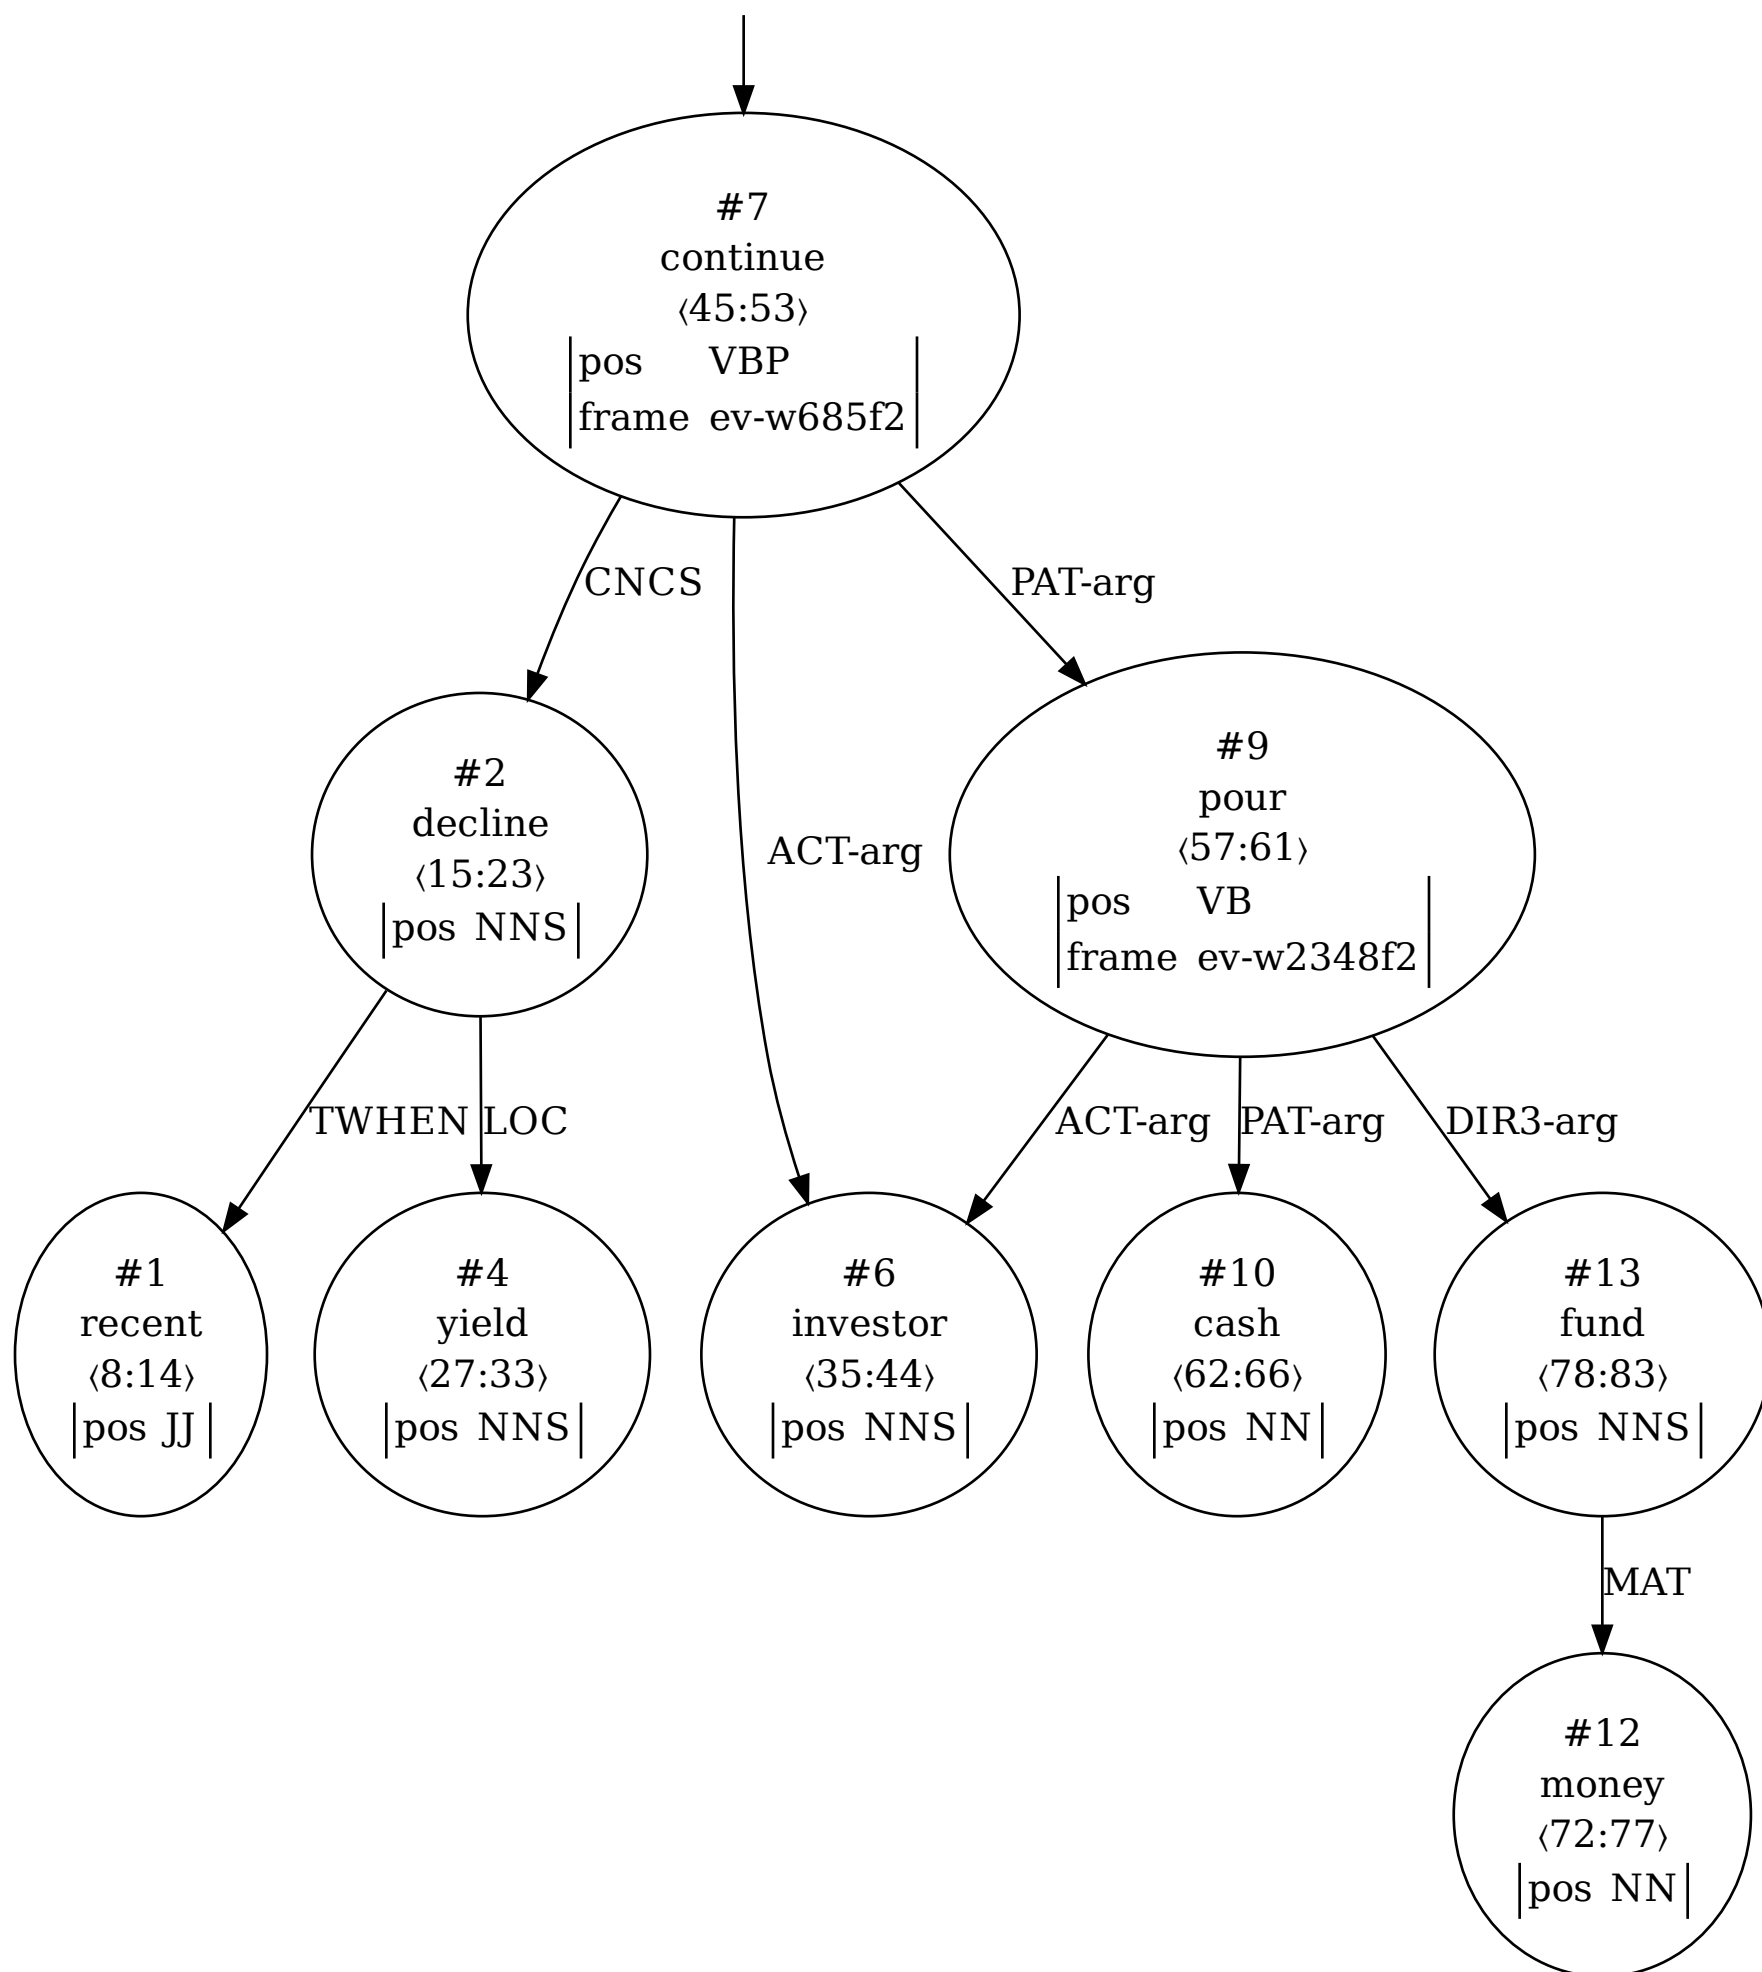 #7
continue
⟨45:53⟩
pos VBP
frame ev-w685f2
CNCS
PAT-arg
ACT-arg
#2
decline
⟨15:23⟩
pos NNS
#9
pour
⟨57:61⟩
pos VB
frame ev-w2348f2
TWHEN
LOC
ACT-arg
PAT-arg
DIR3-arg
#1
recent
⟨8:14⟩
pos JJ
#4
yield
⟨27:33⟩
pos NNS
#6
investor
⟨35:44⟩
pos NNS
#10
cash
⟨62:66⟩
pos NN
#13
fund
⟨78:83⟩
pos NNS
MAT
#12
money
⟨72:77⟩
pos NN